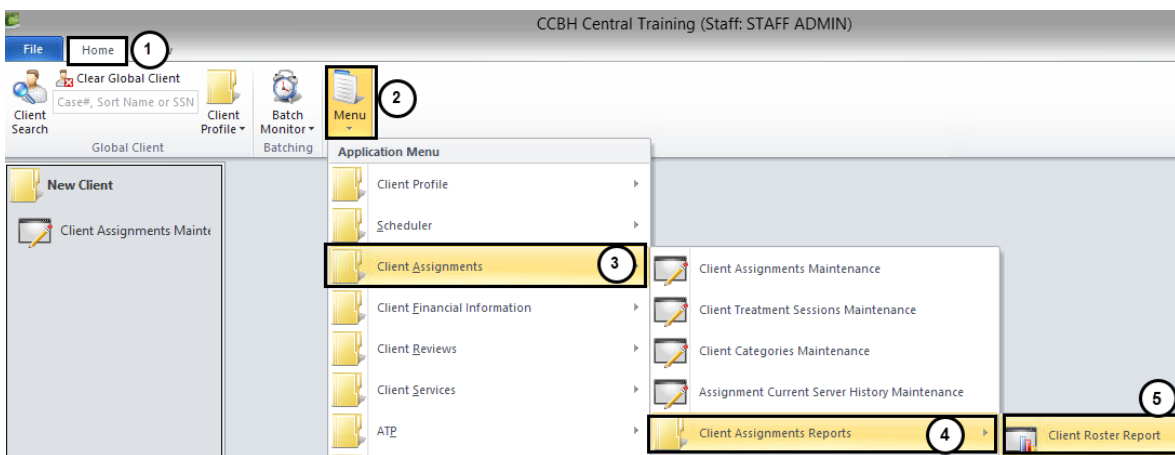 CCBH Central Training (Staff: STAFF ADMIN)
File
Home
1
2
Clear Global Client
Case#, Sort Name or SSN
Client
Search
Client
Profile
Batch
Monitor
Menu
Global Client
Batching
Application Menu
New Client
Client Assignments Mainte
Client Profile
Scheduler
Client Assignments
3
Client Financial Information
Client Reviews
Client Services
ATP
Client Assignments Maintenance
Client Treatment Sessions Maintenance
Client Categories Maintenance
Assignment Current Server History Maintenance
Client Assignments Reports
4
5
Client Roster Report